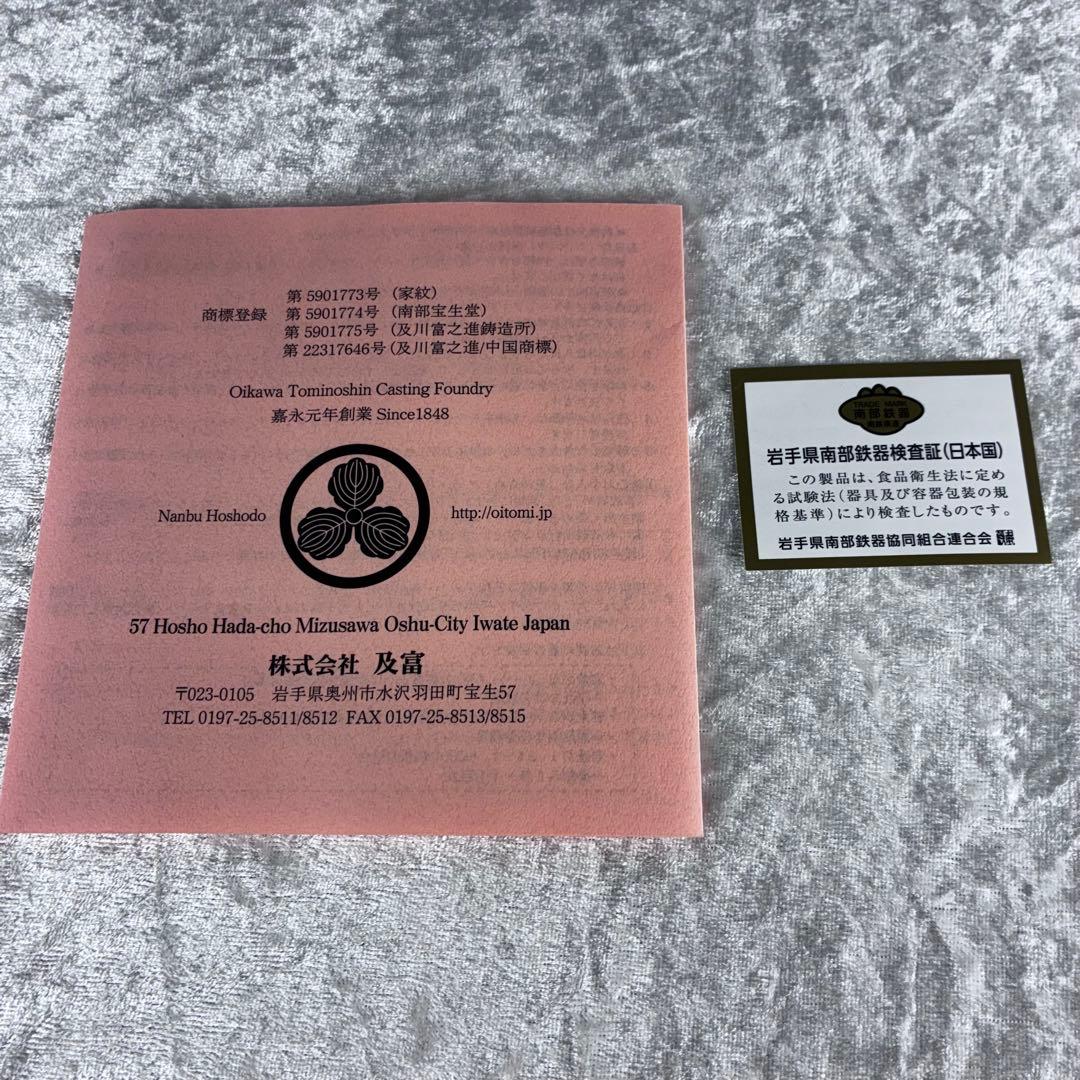 第5901773号（家紋）
商標登録 第5901774号（南部宝生堂）
第5901775号（及川富之進鋳造所）
第22317646号（及川富之進/中国商標）
Oikawa Tominoshin Casting Foundry
嘉永元年創業 Since1848
Nanbu Hoshodo
http://oitomi.jp
57 Hosho Hada-cho Mizusawa Oshu-City Iwate Japan
株式会社 及富
〒023-0105 岩手県奥州市水沢羽田町宝生57
TEL 0197-25-8511/8512 FAX 0197-25-8513/8515
TRADE MARK
南部鉄器
岩手県南部鉄器検査証(日本国)
この製品は、食品衛生法に定め
る試験法(器具及び容器包装の規
格基準)により検査したものです。
岩手県南部鉄器協同組合連合会